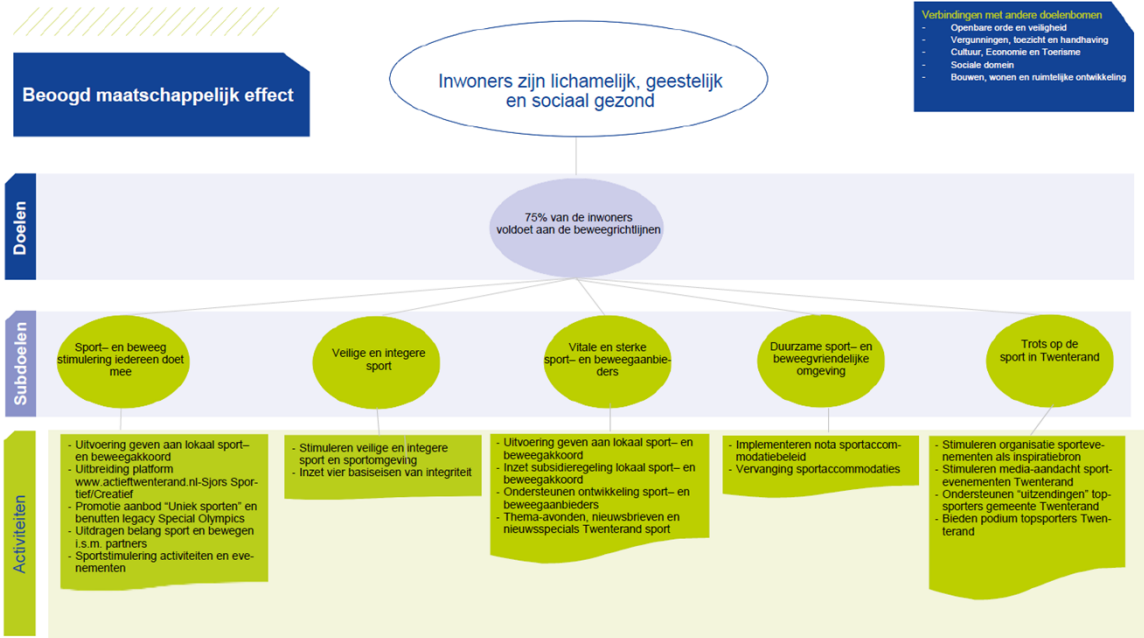 Beoogd maatschappelijk effect
Inwoners zijn lichamelijk, geestelijk
en sociaal gezond
Verbindingen met andere doelenbomen
- Openbare orde en veiligheid
- Vergunningen, toezicht en handhaving
- Cultuur, Economie en Toerisme
- Sociale domein
- Bouwen, wonen en ruimtelijke ontwikkeling
Doelen
75% van de inwoners
voldoet aan de beweegrichtlijnen
Subdoelen
Sport– en beweeg
stimulering iedereen doet
mee
Veilige en integere
sport
Vitale en sterke
sport– en beweegaanbie-
ders
Duurzame sport– en
beweegvriendelijke
omgeving
Trots op de
sport in Twenterand
Activiteiten
- Uitvoering geven aan lokaal sport–
en beweegakkoord
- Uitbreiding platform
www.actieftwenterand.nl-Sjors Spor-
tief/Creatief
- Promotie aanbod “Uniek sporten” en
benutten legacy Special Olympics
- Uitdragen belang sport en bewegen
i.s.m. partners
- Sportstimulering activiteiten en eve-
nementen
- Stimuleren veilige en integere
sport en sportomgeving
- Inzet vier basiseisen van integriteit
- Uitvoering geven aan lokaal sport– en
beweegakkoord
- Inzet subsidieregeling lokaal sport– en
beweegakkoord
- Ondersteunen ontwikkeling sport– en
beweegaanbieders
- Thema-avonden, nieuwsbrieven en
nieuwsspecials Twenterand sport
- Implementeren nota sportaccom-
modatiebeleid
- Vervanging sportaccommodaties
- Stimuleren organisatie sporteve-
nementen als inspiratiebron
- Stimuleren media-aandacht sport-
evenementen Twenterand
- Ondersteunen “uitzendingen” top-
sporters gemeente Twenterand
- Bieden podium topsporters Twen-
terand